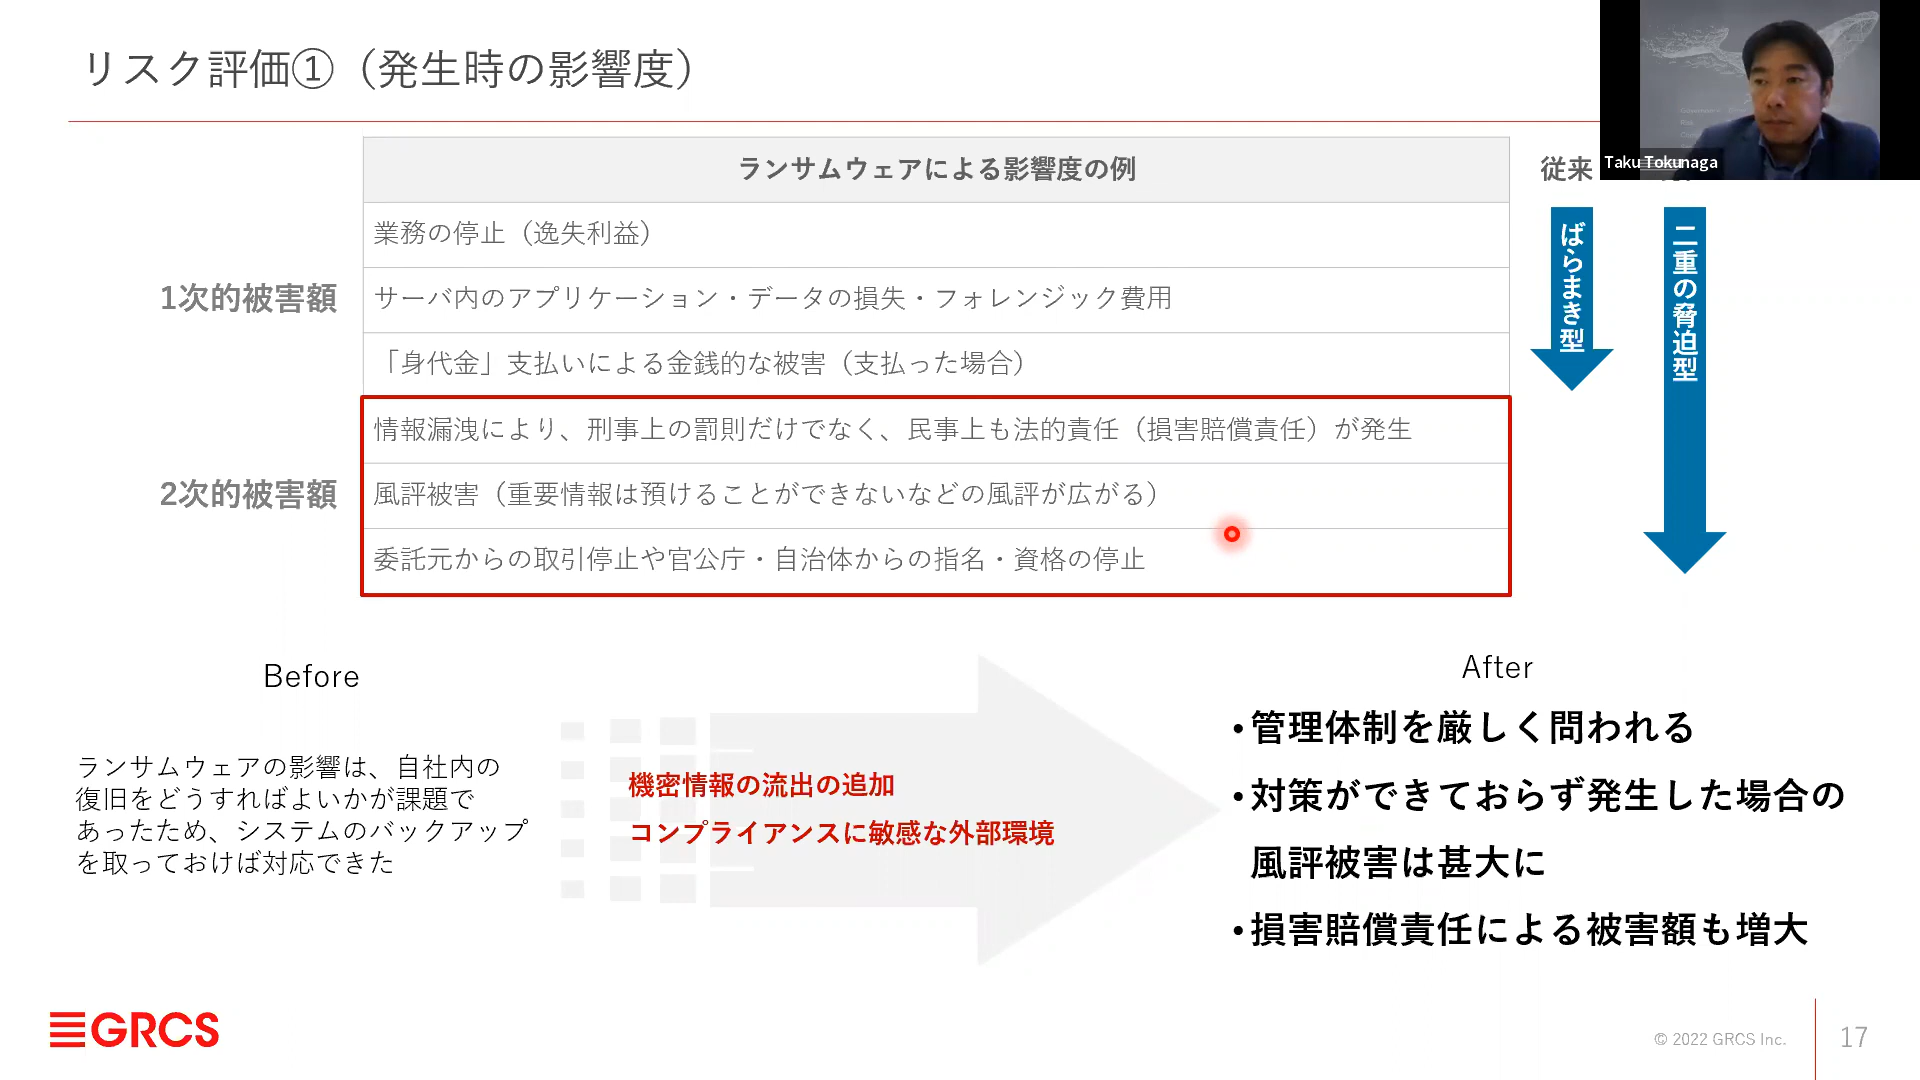 リスク評価①（発生時の影響度）
Taku Tokunaga
ランサムウェアによる影響度の例
従来
業務の停止（逸失利益）
1次的被害額
サーバ内のアプリケーション・データの損失・フォレンジック費用
「身代金」支払いによる金銭的な被害（支払った場合）
ばらまき型
二重の脅迫型
情報漏洩により、刑事上の罰則だけでなく、民事上も法的責任（損害賠償責任）が発生
2次的被害額
風評被害（重要情報は預けることができないなどの風評が広がる）
委託元からの取引停止や官公庁・自治体からの指名・資格の停止
Before
ランサムウェアの影響は、自社内の
復旧をどうすればよいかが課題で
あったため、システムのバックアップ
を取っておけば対応できた
機密情報の流出の追加
コンプライアンスに敏感な外部環境
After
・管理体制を厳しく問われる
・対策ができておらず発生した場合の
風評被害は甚大に
・損害賠償責任による被害額も増大
GRCS
© 2022 GRCS Inc.
17